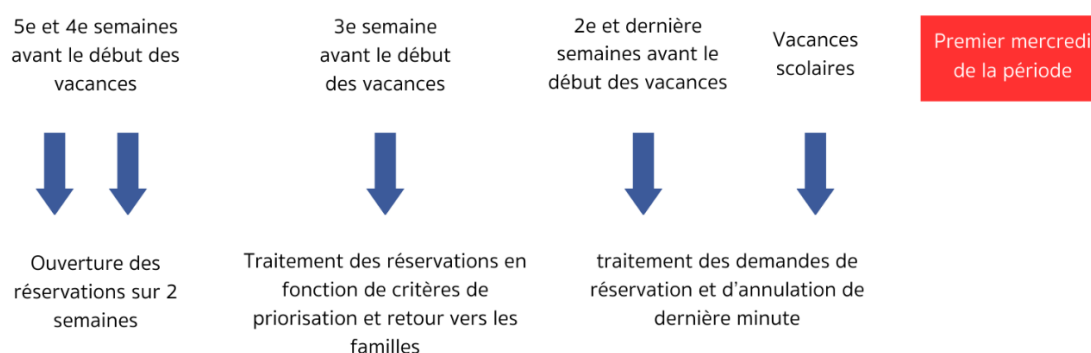 5e et 4e semaines
avant le début des
vacances
3e semaine
avant le début
des vacances
2e et dernière
semaines avant le
début des vacances
Vacances
scolaires
Premier mercredi
de la période
Ouverture des
réservations sur 2
semaines
Traitement des réservations en
fonction de critères de
priorisation et retour vers les
familles
traitement des demandes de
réservation et d'annulation de
dernière minute